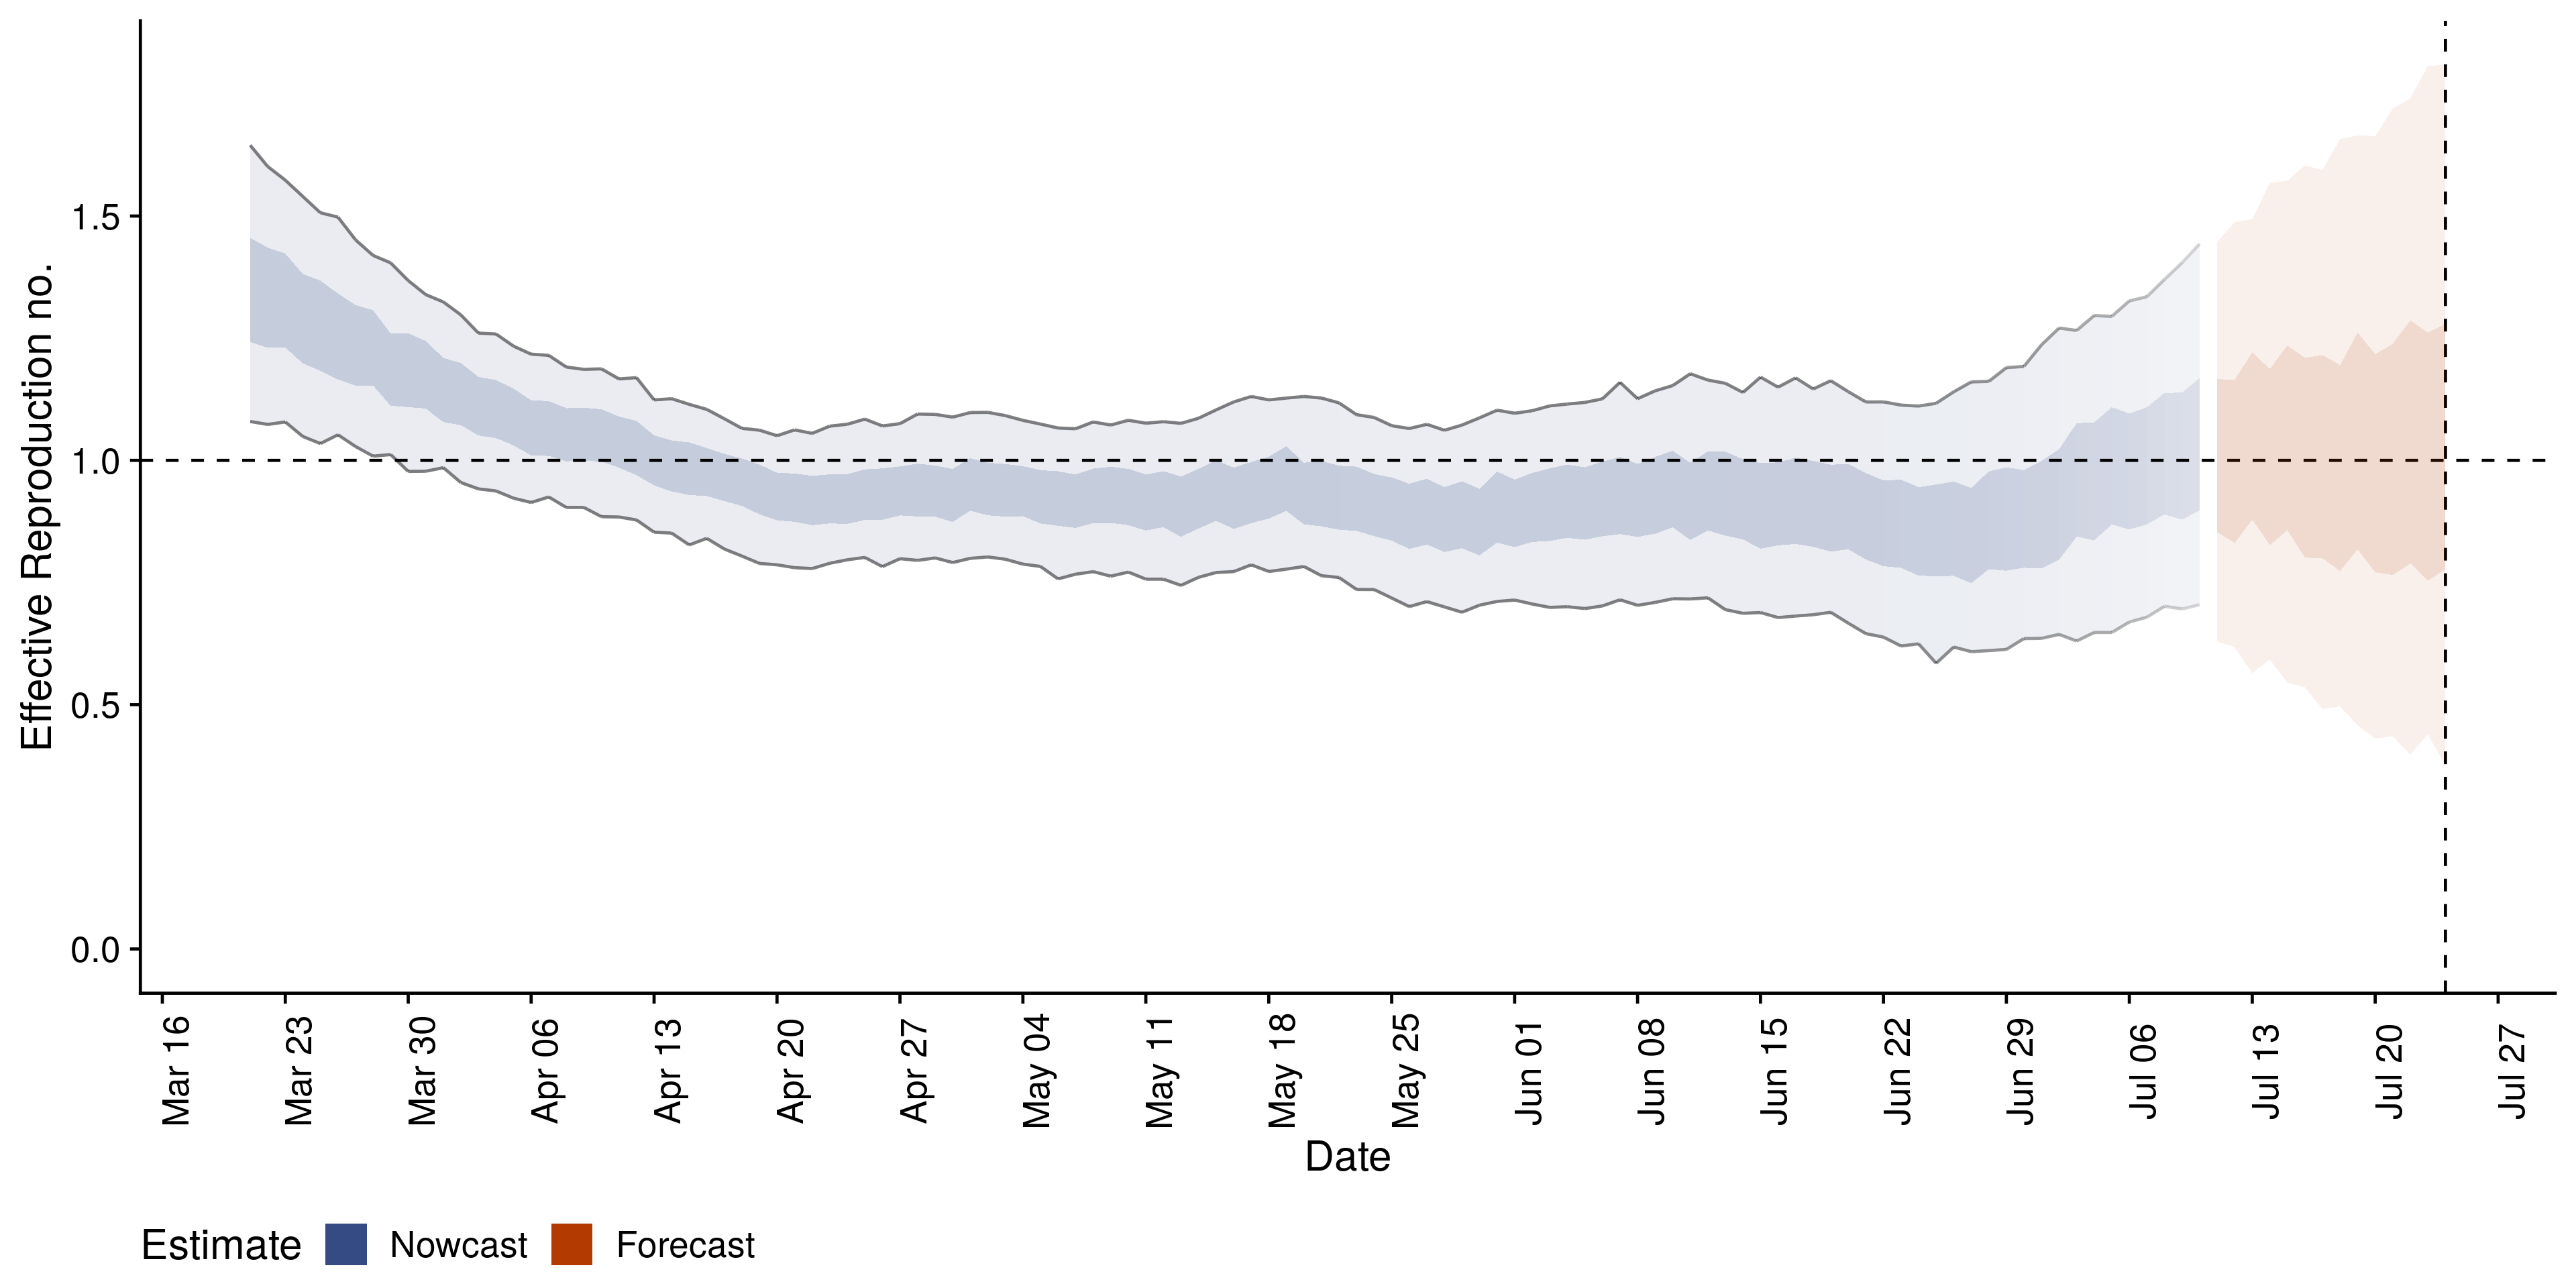 Effective Reproduction no.
1.5
1.0
0.5
0.0
Mar 16
Mar 23
Mar 30
Apr 06
Apr 13
Apr 20
Apr 27
May 04
May 11
May 18
May 25
Jun 01
Jun 08
Jun 15
Jun 22
Jun 29
Jul 06
Jul 13
Jul 20
Jul 27
Date
Estimate Nowcast Forecast